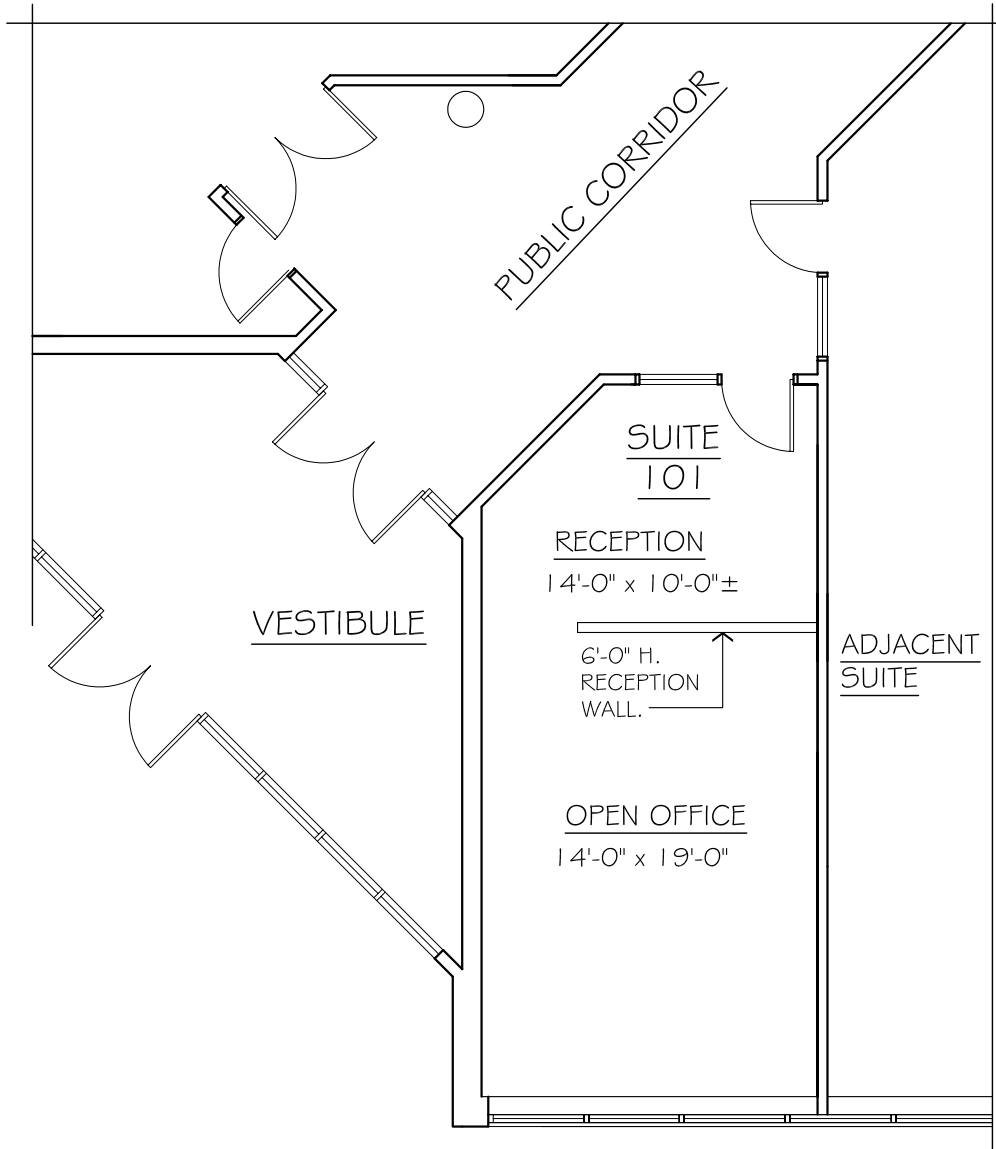 PUBLIC CORRIDOR
SUITE
101
RECEPTION
14'-0" x 10'-0"±
VESTIBULE
6'-0" H.
RECEPTION
WALL.
ADJACENT
SUITE
OPEN OFFICE
14'-0" x 19'-0"